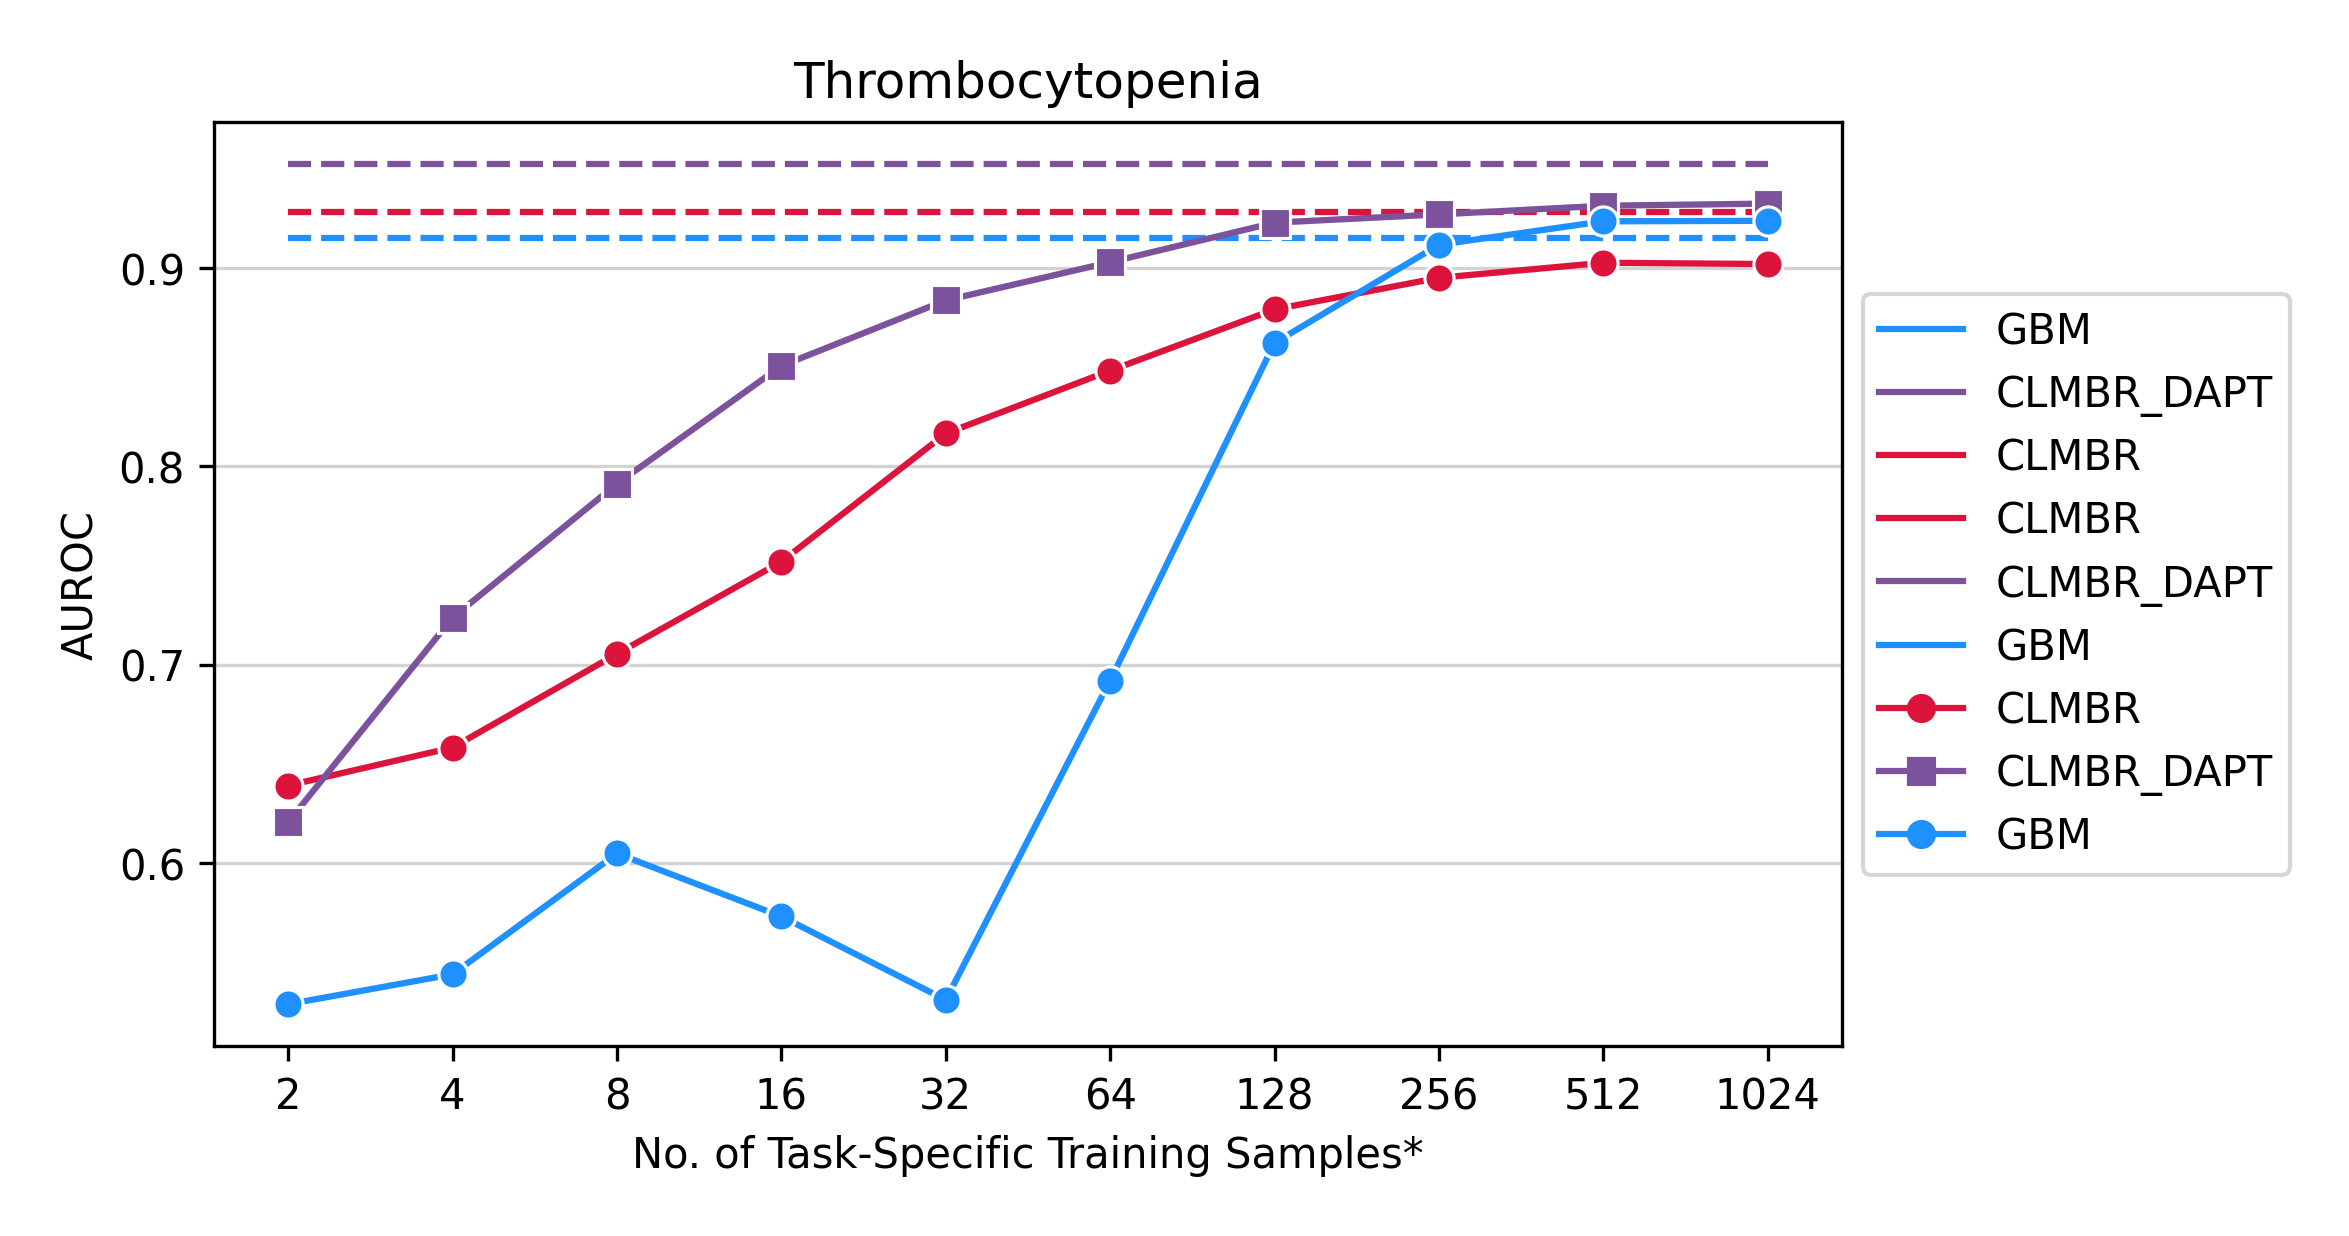 Thrombocytopenia
AUROC
0.9
0.8
0.7
0.6
2 4 8 16 32 64 128 256 512 1024
No. of Task-Specific Training Samples*
GBM
CLMBR_DAPT
CLMBR
CLMBR
CLMBR_DAPT
GBM
CLMBR
CLMBR_DAPT
GBM